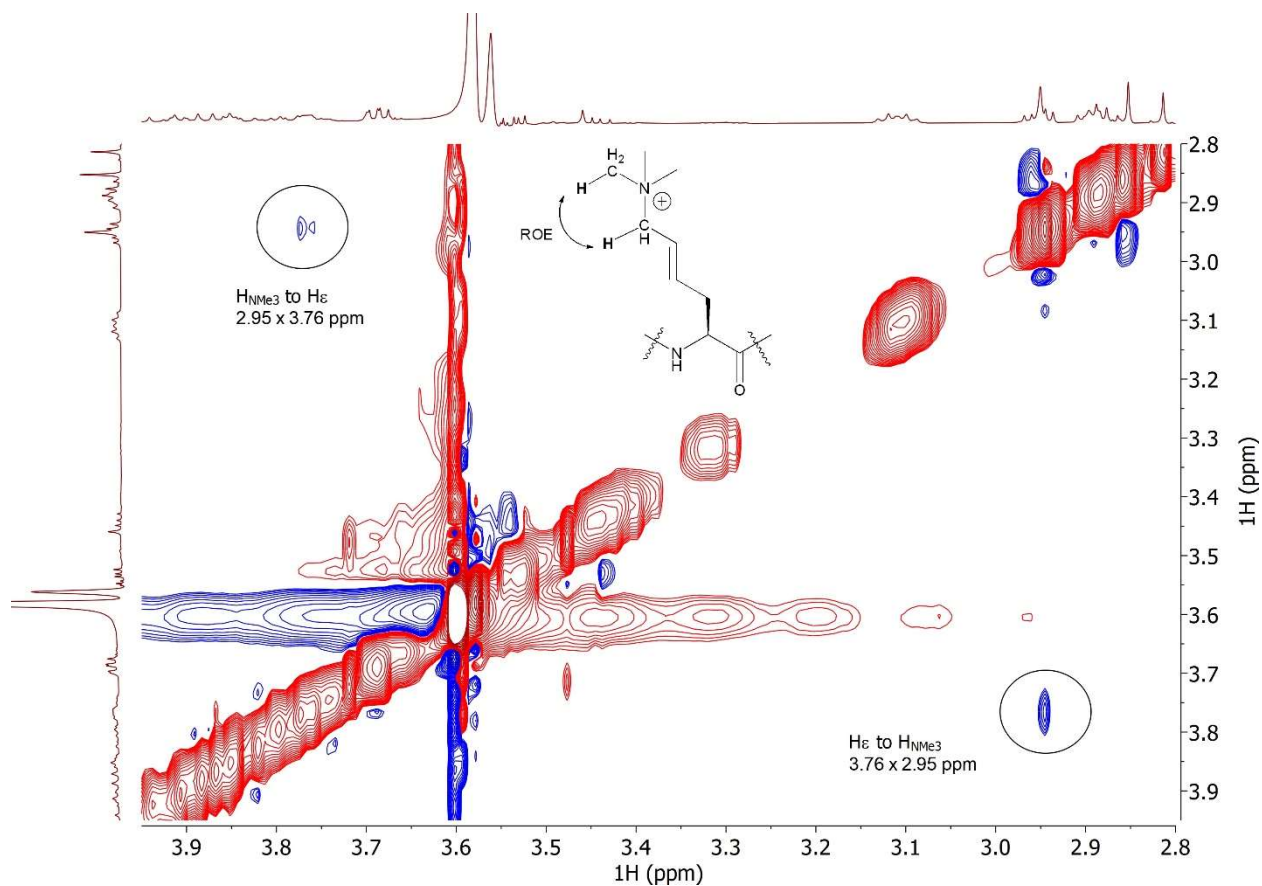 H₂
H C
N
⊕
ROE
C
H H
N
H
O
H_NMe3 to Hε
2.95 x 3.76 ppm
Hε to H_NMe3
3.76 x 2.95 ppm
2.8
2.9
3.0
3.1
3.2
3.3
3.4
3.5
3.6
3.7
3.8
3.9
1H (ppm)
3.9 3.8 3.7 3.6 3.5 3.4 3.3 3.2 3.1 3.0 2.9 2.8
1H (ppm)